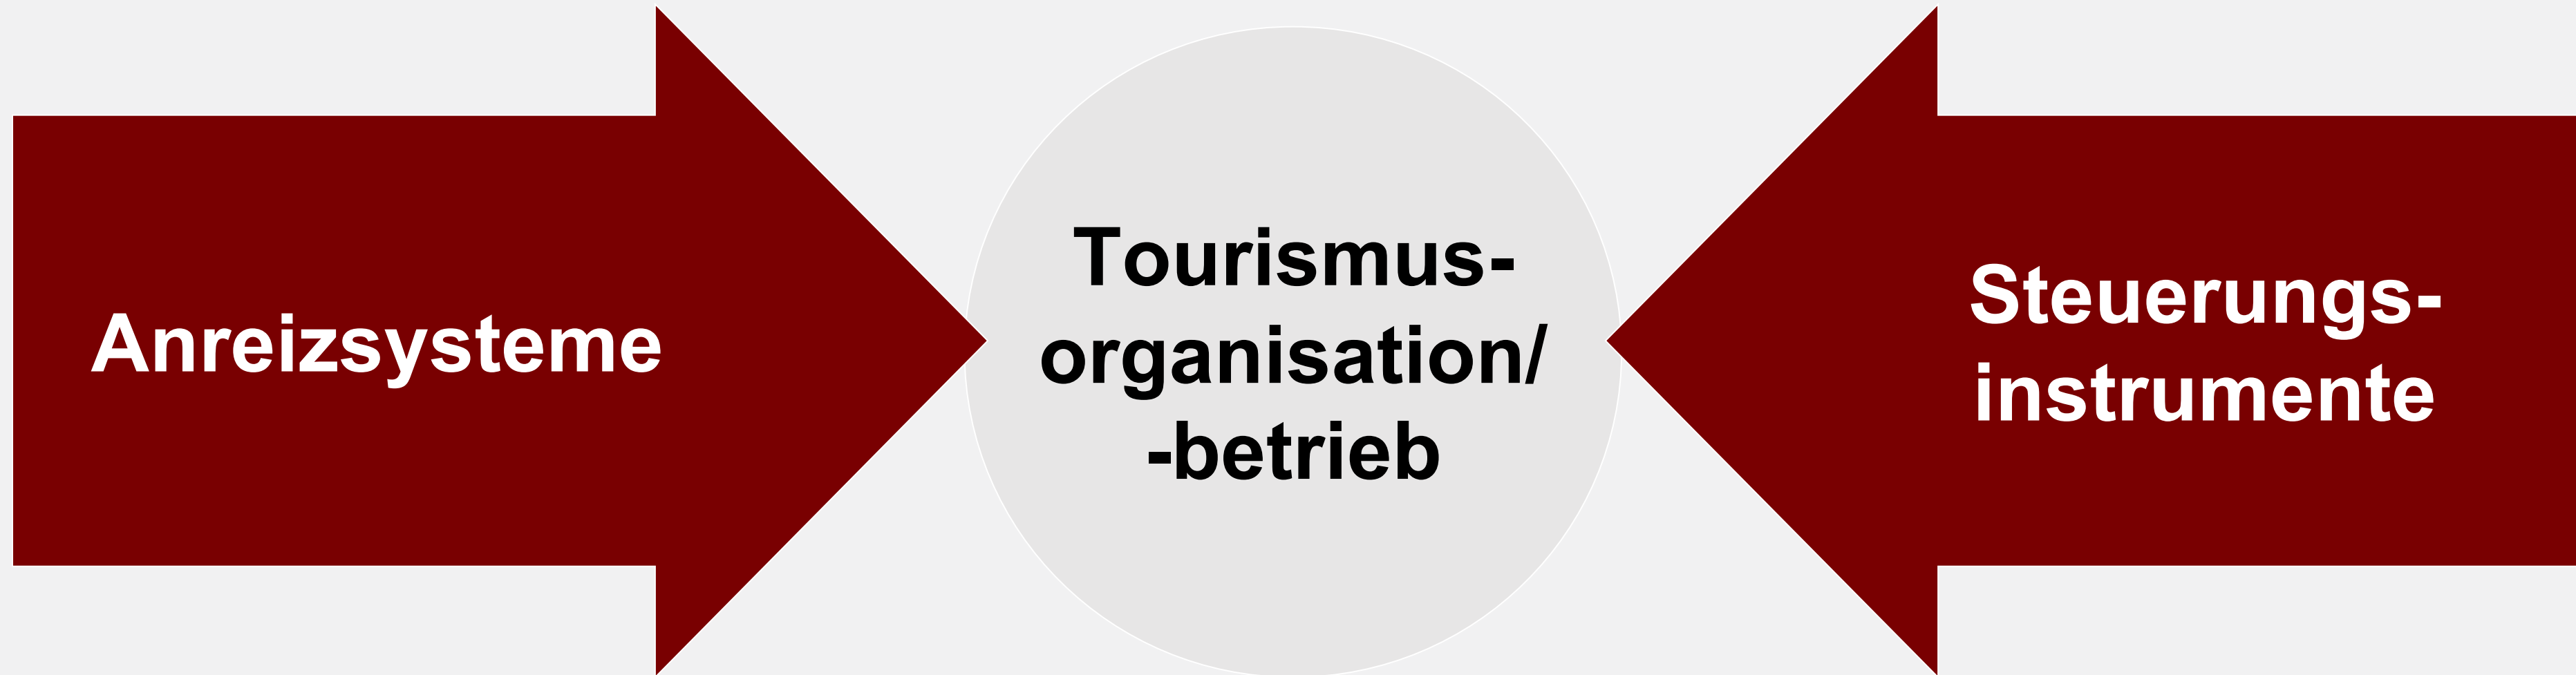 Anreizsysteme
Tourismus-
organisation/
-betrieb
Steuerungs-
instrumente